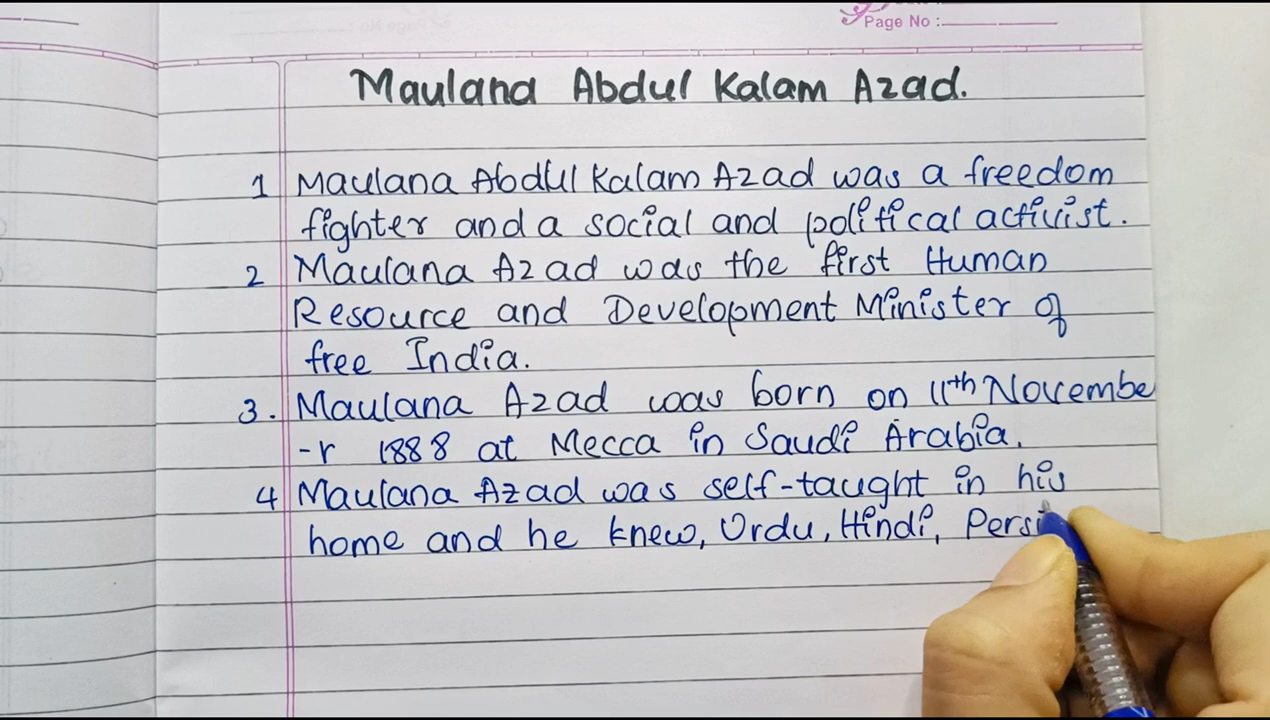 Page No :
Maulana Abdul Kalam Azad.
1 Maulana Abdul Kalam Azad was a freedom
fighter and a social and political activist.
2 Maulana Azad was the first Human
Resource and Development Minister of
free India.
3. Maulana Azad was born on 11th Novembe
-r 1888 at Mecca in Saudi Arabia.
4 Maulana Azad was self-taught in his
home and he knew, Urdu, Hindi, Persi